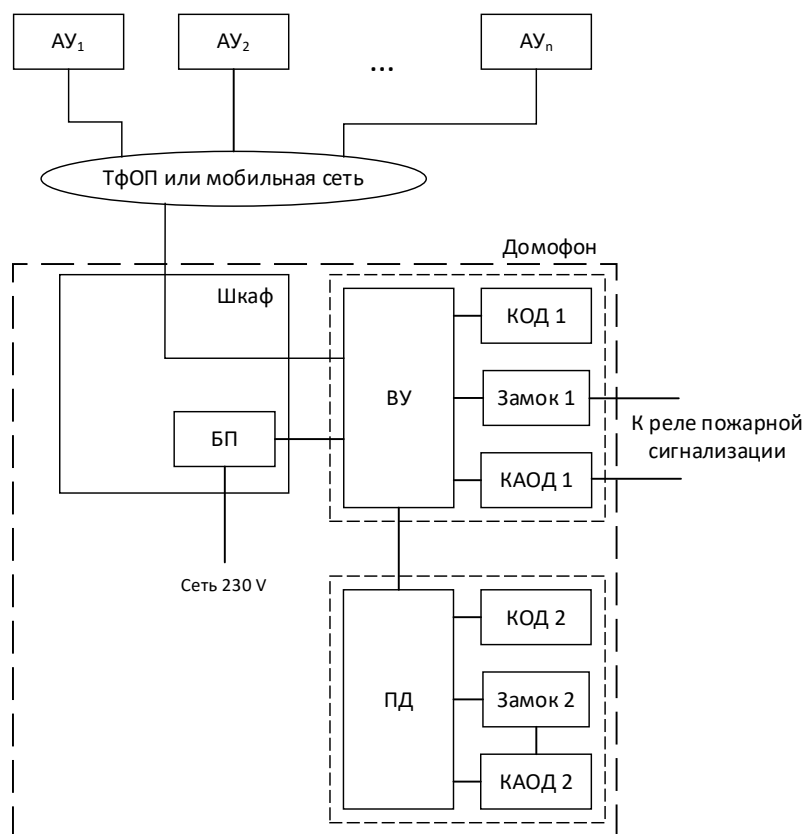 АУ₁
АУ₂
...
АУₙ
ТфОП или мобильная сеть
Домофон
Шкаф
КОД 1
ВУ
Замок 1
К реле пожарной
сигнализации
БП
КАОД 1
Сеть 230 V
КОД 2
ПД
Замок 2
КАОД 2